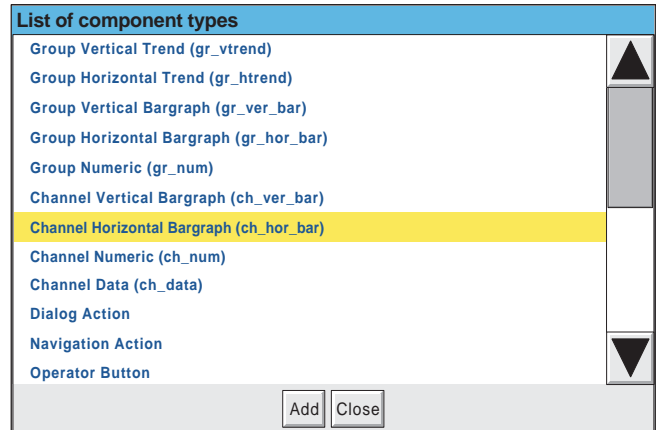 List of component types
Group Vertical Trend (gr_vtrend)
Group Horizontal Trend (gr_htrend)
Group Vertical Bargraph (gr_ver_bar)
Group Horizontal Bargraph (gr_hor_bar)
Group Numeric (gr_num)
Channel Vertical Bargraph (ch_ver_bar)
Channel Horizontal Bargraph (ch_hor_bar)
Channel Numeric (ch_num)
Channel Data (ch_data)
Dialog Action
Navigation Action
Operator Button
Add Close